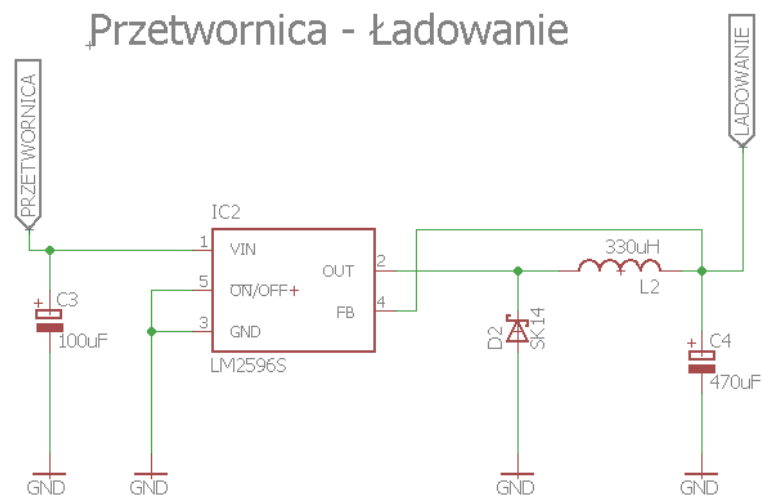 Przetwornica - Ładowanie
PRZETWORNICA
LADOWANIE
IC2
1
VIN
5
ON/OFF+
3
GND
OUT
2
FB
4
LM2596S
+
C3
100uF
330uH
L2
D2
SK14
+
C4
470uF
GND
GND
GND
GND